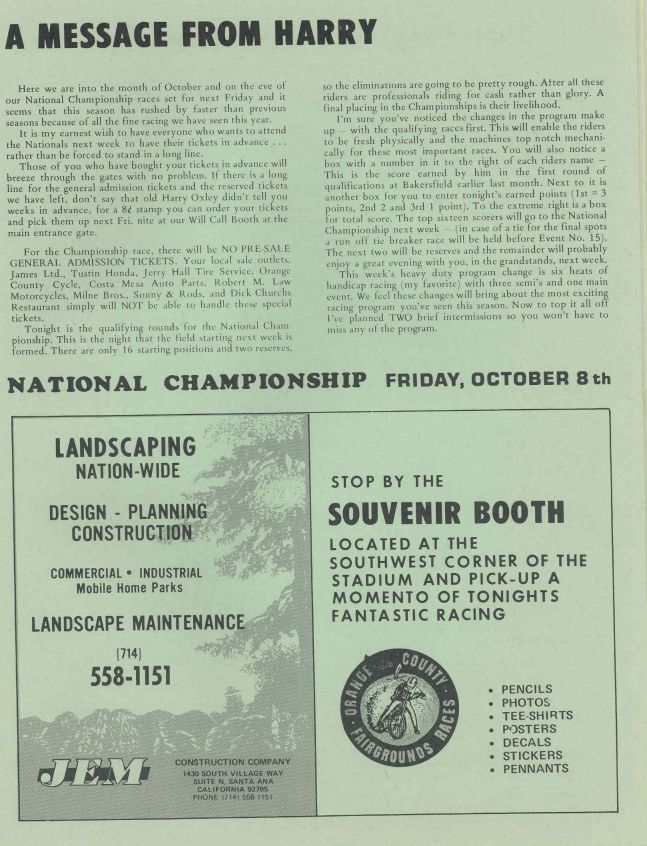 A MESSAGE FROM HARRY
Here we are into the month of October and on the eve of
our National Championship races set for next Friday and it
seems that this season has rushed by faster than previous
seasons because of all the fine racing we have seen this year.
It is my earnest wish to have everyone who wants to attend
the Nationals next week to have their tickets in advance . . .
rather than be forced to stand in a long line.
Those of you who have bought your tickets in advance will
breeze through the gates with no problem. If there is a long
line for the general admission tickets and the reserved tickets
we have left, don't say that old Harry Oxley didn't tell you
weeks in advance, for a 8¢ stamp you can order your tickets
and pick them up next Fri. nite at our Will Call Booth at the
main entrance gate.
For the Championship race, there will be NO PRE-SALE
GENERAL ADMISSION TICKETS. Your local sale outlets,
James Ltd., Tustin Honda, Jerry Hall Tire Service, Orange
County Cycle, Costa Mesa Auto Parts, Robert M. Law
Motorcycles, Milne Bros., Sonny & Rods, and Dick Churchs
Restaurant simply will NOT be able to handle these special
tickets.
Tonight is the qualifying rounds for the National Cham-
pionship. This is the night that the field starting next week is
formed. There are only 16 starting positions and two reserves,
so the eliminations are going to be pretty rough. After all these
riders are professionals riding for cash rather than glory. A
final placing in the Championships is their livelihood.
I'm sure you've noticed the changes in the program make
up — with the qualifying races first. This will enable the riders
to be fresh physically and the machines top notch mechani-
cally for these most important races. You will also notice a
box with a number in it to the right of each riders name —
This is the score earned by him in the first round of
qualifications at Bakersfield earlier last month. Next to it is
another box for you to enter tonight's earned points (1st = 3
points, 2nd 2 and 3rd 1 point). To the extreme right is a box
for total score. The top sixteen scorers will go to the National
Championship next week — (in case of a tie for the final spots
a run off tie breaker race will be held before Event No. 15).
The next two will be reserves and the remainder will probably
enjoy a great evening with you, in the grandstands, next week.
This week's heavy duty program change is six heats of
handicap racing (my favorite) with three semi's and one main
event. We feel these changes will bring about the most exciting
racing program you've seen this season. Now to top it all off
I've planned TWO brief intermissions so you won't have to
miss any of the program.
NATIONAL CHAMPIONSHIP FRIDAY, OCTOBER 8th
LANDSCAPING
NATION-WIDE
DESIGN - PLANNING
CONSTRUCTION
COMMERCIAL • INDUSTRIAL
Mobile Home Parks
LANDSCAPE MAINTENANCE
(714)
558-1151
JEM
CONSTRUCTION COMPANY
1430 SOUTH VILLAGE WAY
SUITE N, SANTA ANA
CALIFORNIA 92705
PHONE (714) 558-1151
STOP BY THE
SOUVENIR BOOTH
LOCATED AT THE
SOUTHWEST CORNER OF THE
STADIUM AND PICK-UP A
MOMENTO OF TONIGHTS
FANTASTIC RACING
ORANGE COUNTY
FAIRGROUNDS RACES
• PENCILS
• PHOTOS
• TEE-SHIRTS
• POSTERS
• DECALS
• STICKERS
• PENNANTS